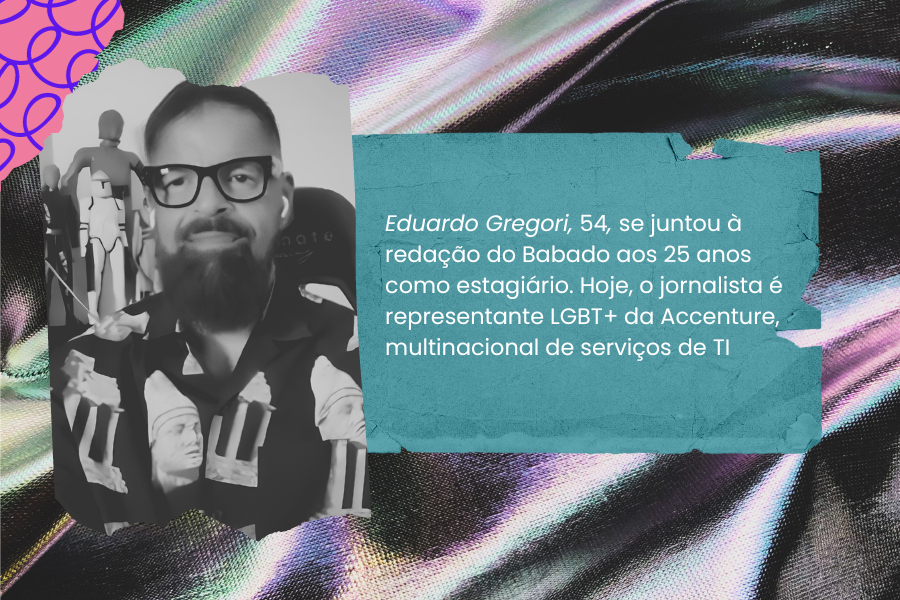 Eduardo Gregori, 54, se juntou à
redação do Babado aos 25 anos
como estagiário. Hoje, o jornalista é
representante LGBT+ da Accenture,
multinacional de serviços de TI